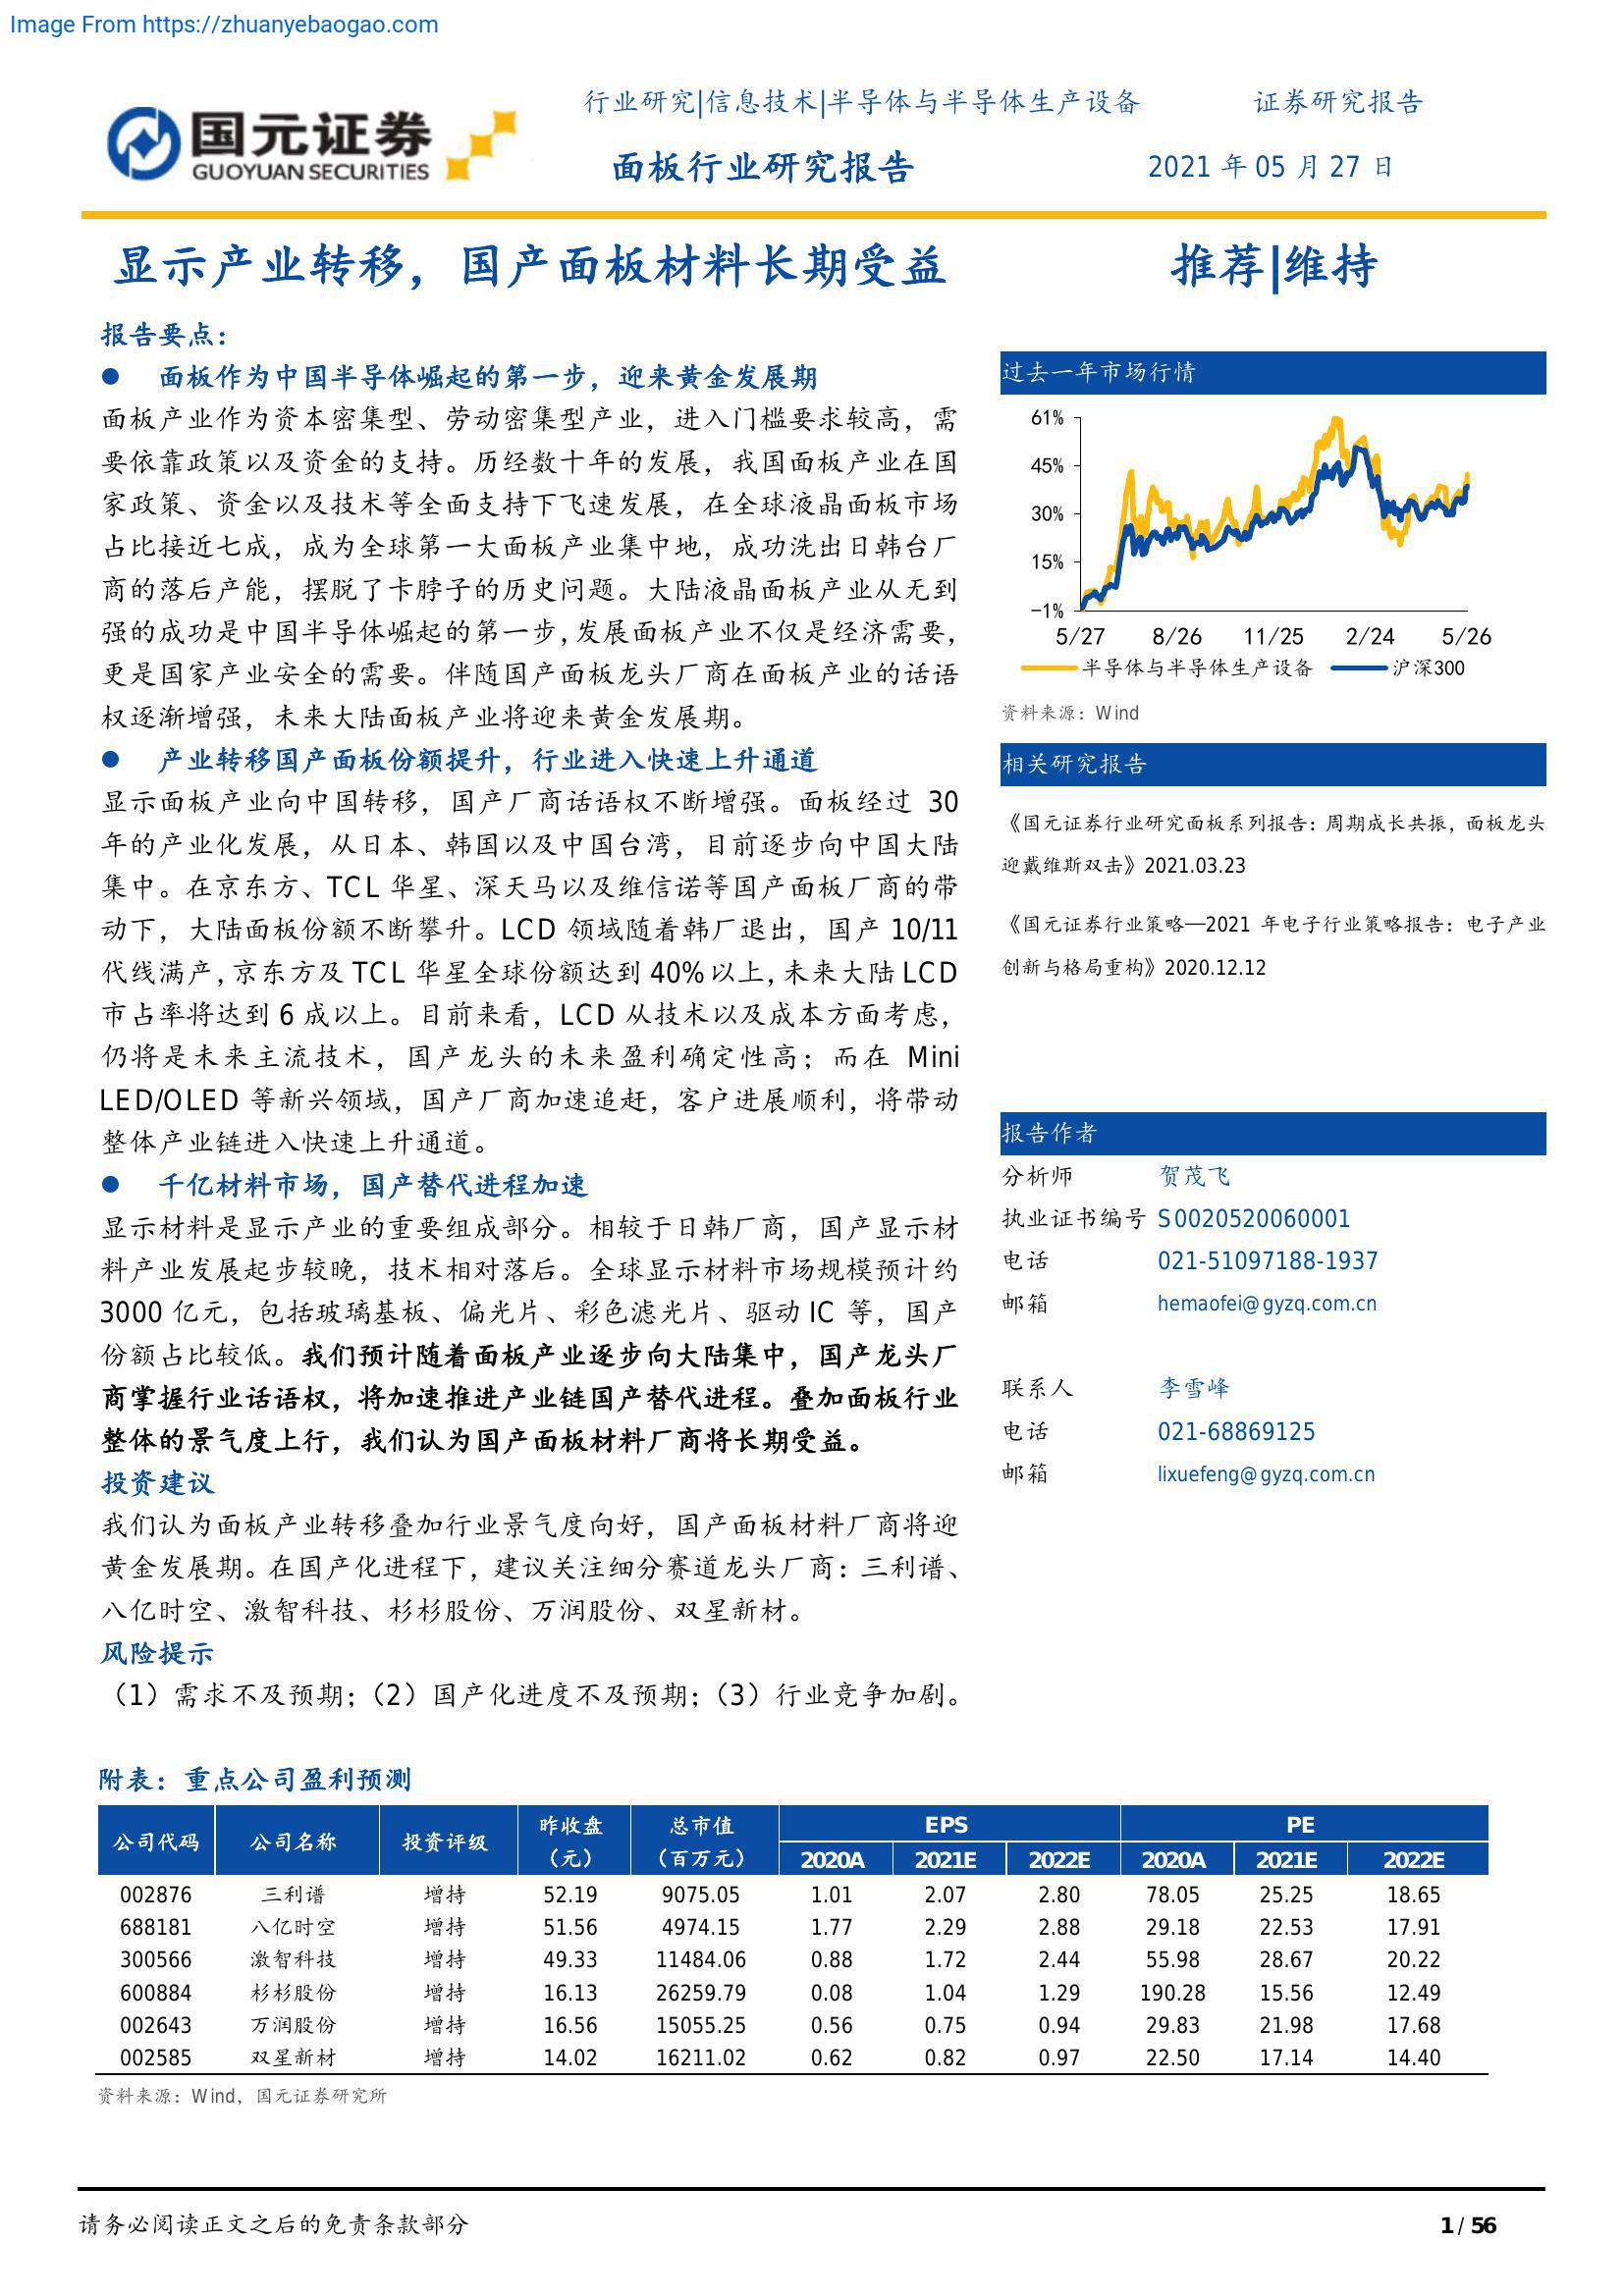 Image From https://zhuanyebaogao.com
国元证券
GUOYUAN SECURITIES
行业研究|信息技术|半导体与半导体生产设备
证券研究报告
面板行业研究报告
2021 年 05 月 27 日
显示产业转移，国产面板材料长期受益
推荐|维持
报告要点：
● 面板作为中国半导体崛起的第一步，迎来黄金发展期
面板产业作为资本密集型、劳动密集型产业，进入门槛要求较高，需
要依靠政策以及资金的支持。历经数十年的发展，我国面板产业在国
家政策、资金以及技术等全面支持下飞速发展，在全球液晶面板市场
占比接近七成，成为全球第一大面板产业集中地，成功洗出日韩台厂
商的落后产能，摆脱了卡脖子的历史问题。大陆液晶面板产业从无到
强的成功是中国半导体崛起的第一步，发展面板产业不仅是经济需要，
更是国家产业安全的需要。伴随国产面板龙头厂商在面板产业的话语
权逐渐增强，未来大陆面板产业将迎来黄金发展期。
● 产业转移国产面板份额提升，行业进入快速上升通道
显示面板产业向中国转移，国产厂商话语权不断增强。面板经过 30
年的产业化发展，从日本、韩国以及中国台湾，目前逐步向中国大陆
集中。在京东方、TCL 华星、深天马以及维信诺等国产面板厂商的带
动下，大陆面板份额不断攀升。LCD 领域随着韩厂退出，国产 10/11
代线满产，京东方及 TCL 华星全球份额达到 40%以上，未来大陆 LCD
市占率将达到 6 成以上。目前来看，LCD 从技术以及成本方面考虑，
仍将是未来主流技术，国产龙头的未来盈利确定性高；而在 Mini
LED/OLED 等新兴领域，国产厂商加速追赶，客户进展顺利，将带动
整体产业链进入快速上升通道。
● 千亿材料市场，国产替代进程加速
显示材料是显示产业的重要组成部分。相较于日韩厂商，国产显示材
料产业发展起步较晚，技术相对落后。全球显示材料市场规模预计约
3000 亿元，包括玻璃基板、偏光片、彩色滤光片、驱动 IC 等，国产
份额占比较低。我们预计随着面板产业逐步向大陆集中，国产龙头厂
商掌握行业话语权，将加速推进产业链国产替代进程。叠加面板行业
整体的景气度上行，我们认为国产面板材料厂商将长期受益。
投资建议
我们认为面板产业转移叠加行业景气度向好，国产面板材料厂商将迎
黄金发展期。在国产化进程下，建议关注细分赛道龙头厂商：三利谱、
八亿时空、激智科技、杉杉股份、万润股份、双星新材。
风险提示
（1）需求不及预期；（2）国产化进度不及预期；（3）行业竞争加剧。
过去一年市场行情
61%
45%
30%
15%
-1%
5/27 8/26 11/25 2/24 5/26
半导体与半导体生产设备 沪深300
资料来源：Wind
相关研究报告
《国元证券行业研究面板系列报告：周期成长共振，面板龙头
迎戴维斯双击》2021.03.23
《国元证券行业策略—2021 年电子行业策略报告：电子产业
创新与格局重构》2020.12.12
报告作者
分析师 贺茂飞
执业证书编号 S0020520060001
电话 021-51097188-1937
邮箱 hemaofei@gyzq.com.cn
联系人 李雪峰
电话 021-68869125
邮箱 lixuefeng@gyzq.com.cn
附表：重点公司盈利预测
公司代码 公司名称 投资评级 昨收盘（元） 总市值（百万元） EPS PE
2020A 2021E 2022E 2020A 2021E 2022E
002876 三利谱 增持 52.19 9075.05 1.01 2.07 2.80 78.05 25.25 18.65
688181 八亿时空 增持 51.56 4974.15 1.77 2.29 2.88 29.18 22.53 17.91
300566 激智科技 增持 49.33 11484.06 0.88 1.72 2.44 55.98 28.67 20.22
600884 杉杉股份 增持 16.13 26259.79 0.08 1.04 1.29 190.28 15.56 12.49
002643 万润股份 增持 16.56 15055.25 0.56 0.75 0.94 29.83 21.98 17.68
002585 双星新材 增持 14.02 16211.02 0.62 0.82 0.97 22.50 17.14 14.40
资料来源：Wind，国元证券研究所
请务必阅读正文之后的免责条款部分
1 / 56